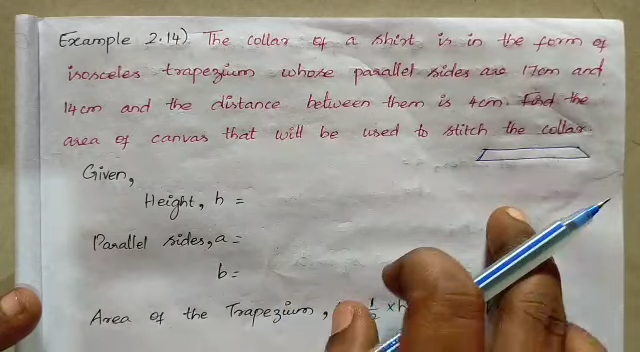 Example 2.14) The collar of a shirt is in the form of
isosceles trapezium whose parallel sides are 17cm and
14cm and the distance between them is 4cm. Find the
area of canvas that will be used to stitch the collar.
Given,
Height, h =
Parallel sides, a =
b =
Area of the Trapezium, 1/2 × h